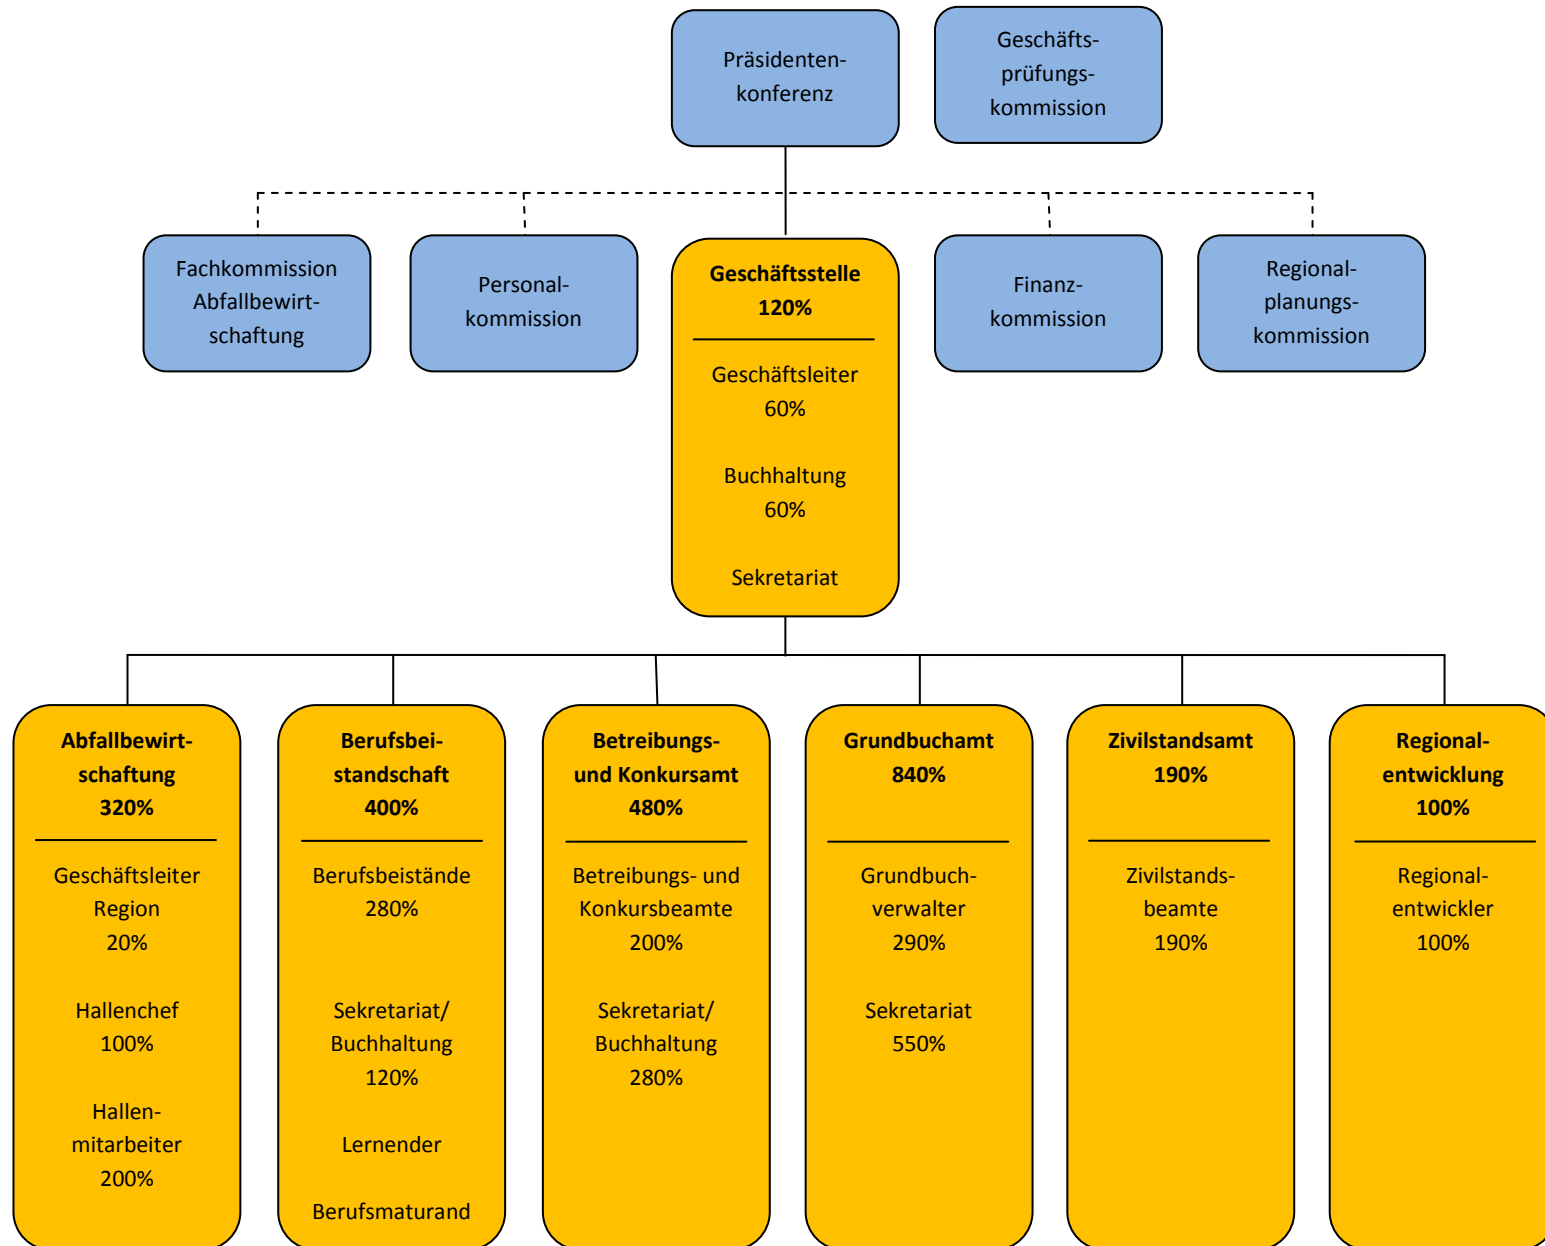 Präsidenten-
konferenz
Geschäfts-
prüfungs-
kommission
Fachkommission
Abfallbewirt-
schaftung
Personal-
kommission
Geschäftsstelle
120%
Geschäftsleiter
60%
Buchhaltung
60%
Sekretariat
Finanz-
kommission
Regional-
planungs-
kommission
Abfallbewirt-
schaftung
320%
Geschäftsleiter
Region
20%
Hallenchef
100%
Hallen-
mitarbeiter
200%
Berufsbei-
standschaft
400%
Berufsbeistände
280%
Sekretariat/
Buchhaltung
120%
Lernender
Berufsmaturand
Betreibungs-
und Konkursamt
480%
Betreibungs- und
Konkursbeamte
200%
Sekretariat/
Buchhaltung
280%
Grundbuchamt
840%
Grundbuch-
verwalter
290%
Sekretariat
550%
Zivilstandsamt
190%
Zivilstands-
beamte
190%
Regional-
entwicklung
100%
Regional-
entwickler
100%